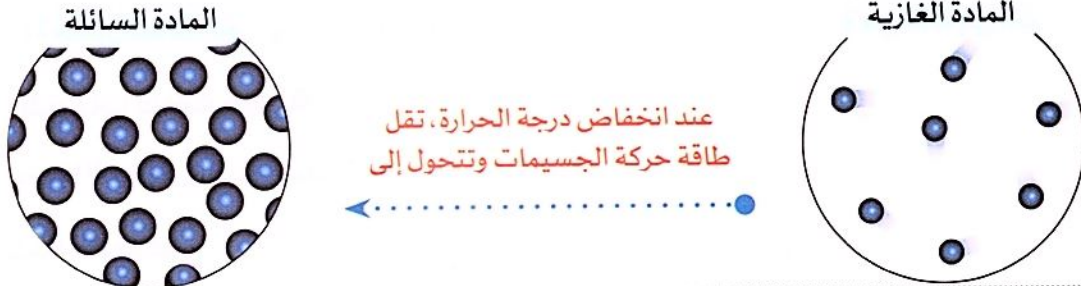 المادة الغازية
عند انخفاض درجة الحرارة، تقل
طاقة حركة الجسيمات وتتحول إلى
المادة السائلة